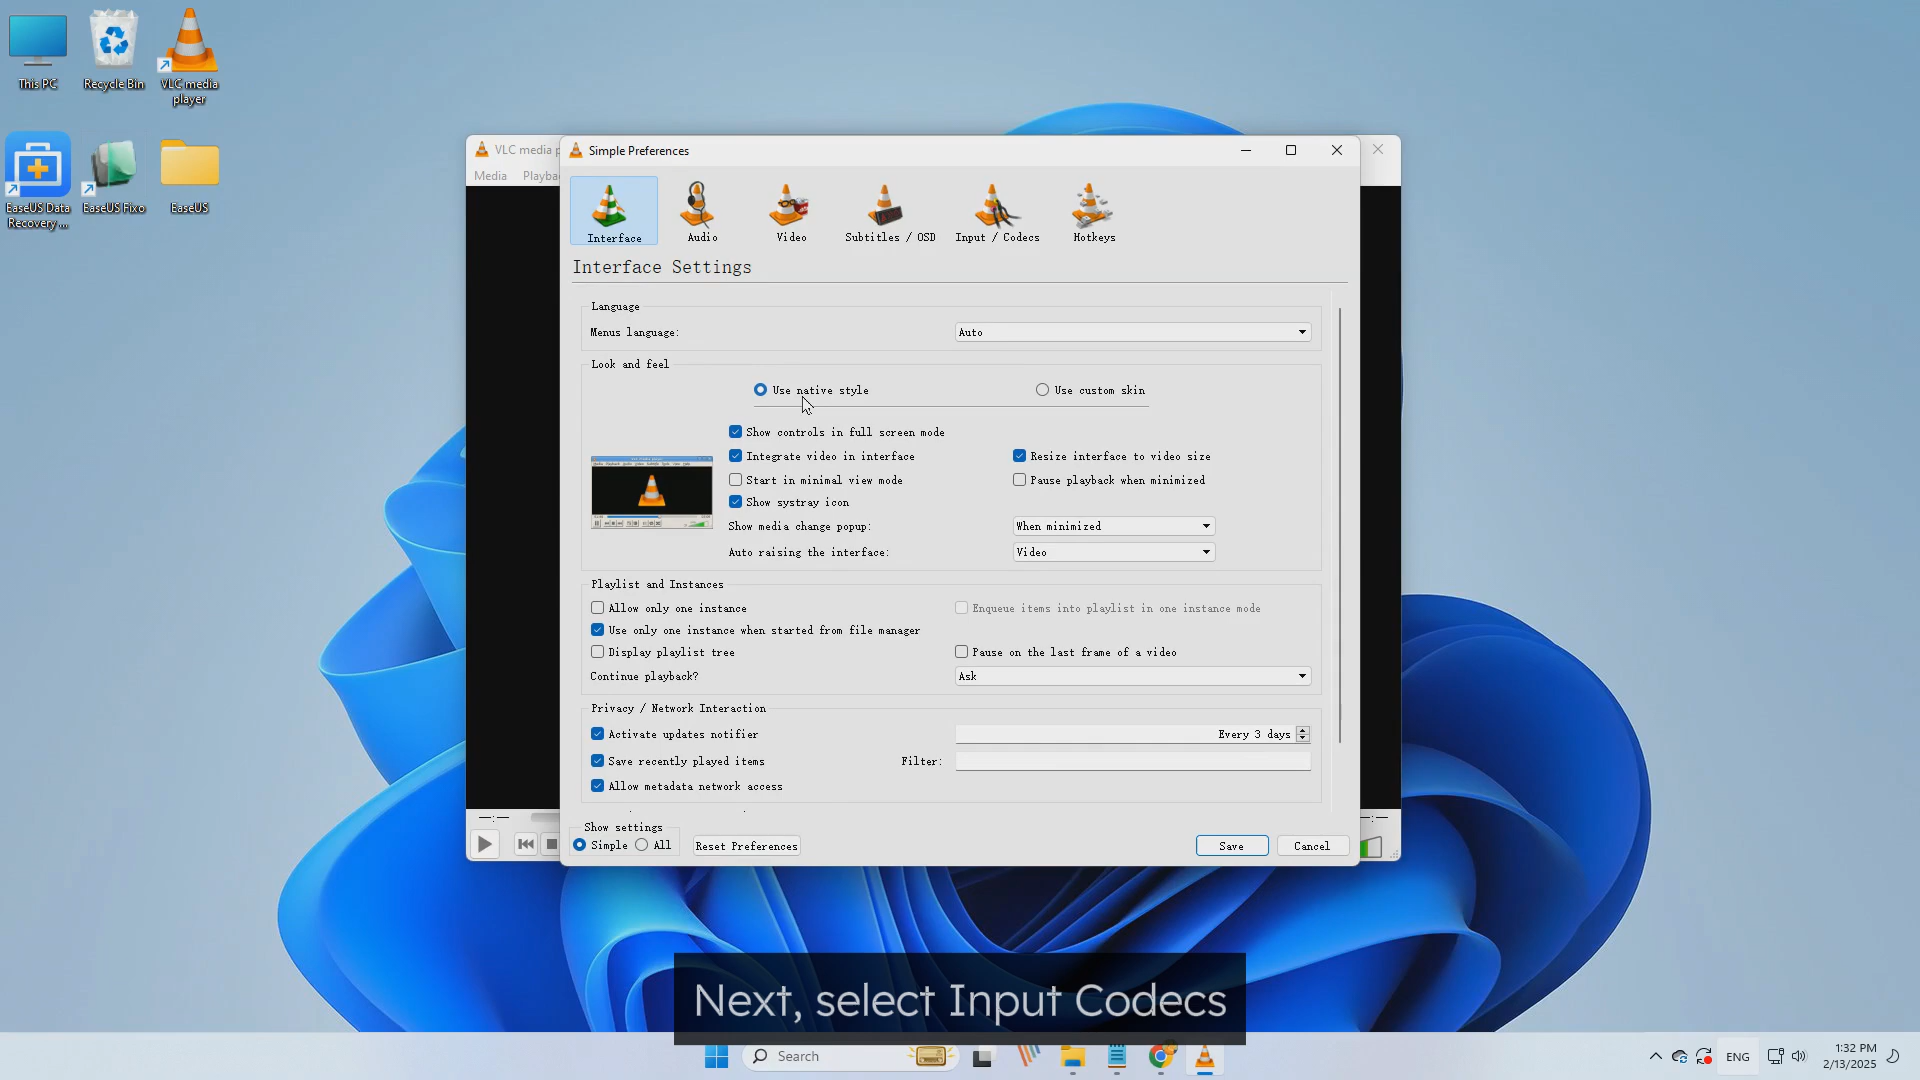 This PC
Recycle Bin
VLC media
player
EaseUS Data
Recovery ...
EaseUS Fixo
EaseUS
VLC media p
Simple Preferences
Media Playba
Interface
Audio
Video
Subtitles / OSD
Input / Codecs
Hotkeys
Interface Settings
Language
Menus language:
Auto
Look and feel
Use native style
Use custom skin
Show controls in full screen mode
Integrate video in interface
Resize interface to video size
Start in minimal view mode
Pause playback when minimized
Show systray icon
Show media change popup:
When minimized
Auto raising the interface:
Video
Playlist and Instances
Allow only one instance
Enqueue items into playlist in one instance mode
Use only one instance when started from file manager
Display playlist tree
Pause on the last frame of a video
Continue playback?
Ask
Privacy / Network Interaction
Activate updates notifier
Every 3 days
Save recently played items
Filter:
Allow metadata network access
--:--
--:--
Show settings
Simple
All
Reset Preferences
Save
Cancel
Next, select Input Codecs
Search
ENG
1:32 PM
2/13/2025